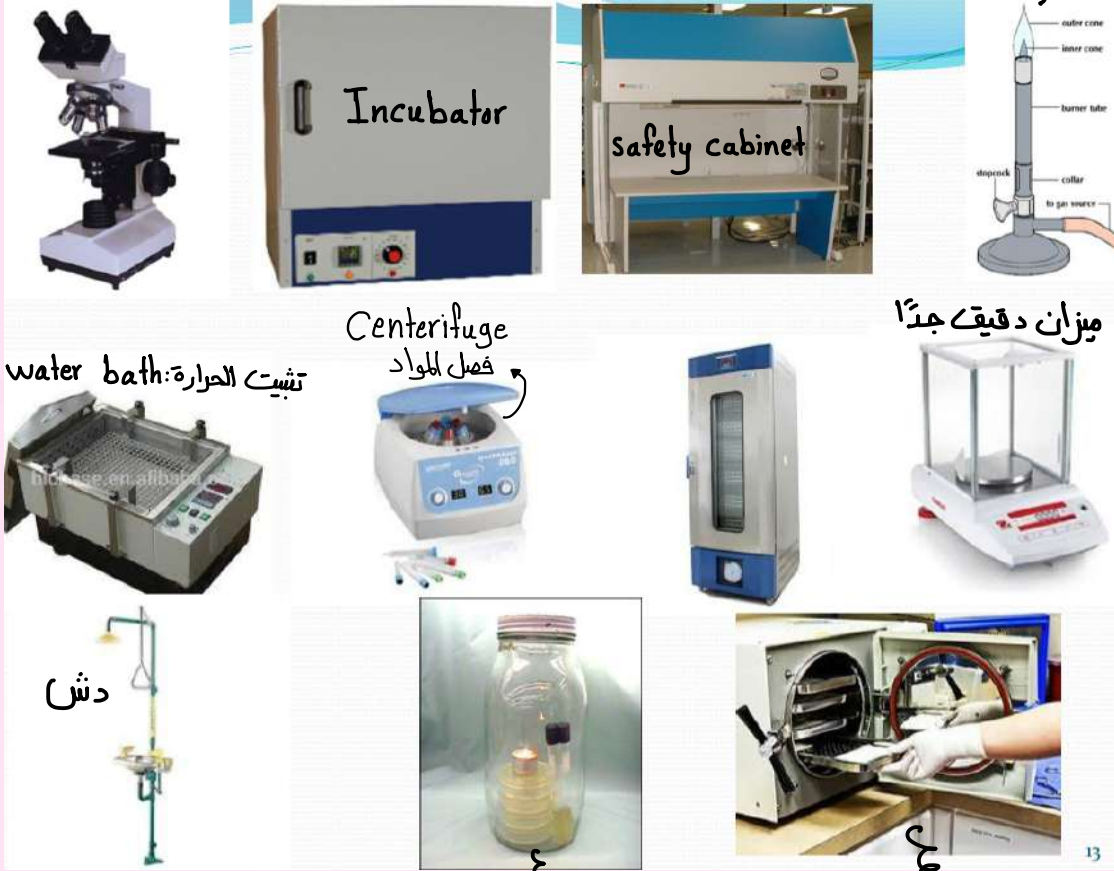 outer cone
inner cone
burner tube
stopcock
collar
to gas source
Incubator
safety cabinet
Centerifuge
فصل المواد
ميزان دقيق جدًا
water bath: تثبيت الحرارة
دش
13